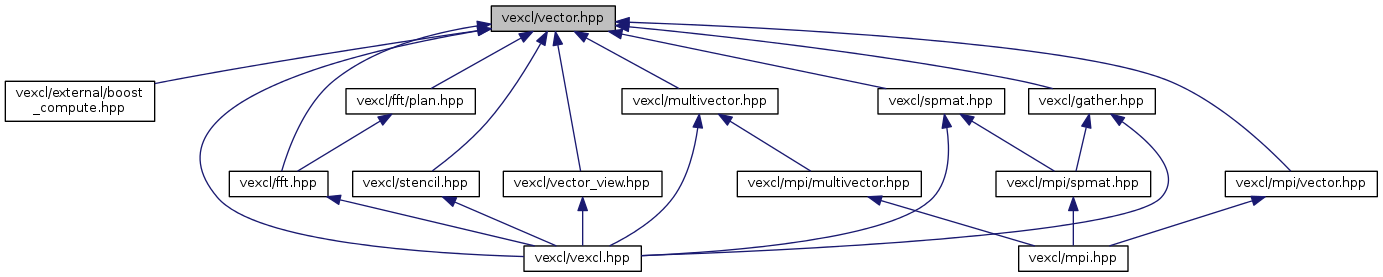 vexcl/vector.hpp
vexcl/external/boost
_compute.hpp
vexcl/fft/plan.hpp
vexcl/multivector.hpp
vexcl/spmat.hpp
vexcl/gather.hpp
vexcl/fft.hpp
vexcl/stencil.hpp
vexcl/vector_view.hpp
vexcl/mpi/multivector.hpp
vexcl/mpi/spmat.hpp
vexcl/mpi/vector.hpp
vexcl/vexcl.hpp
vexcl/mpi.hpp